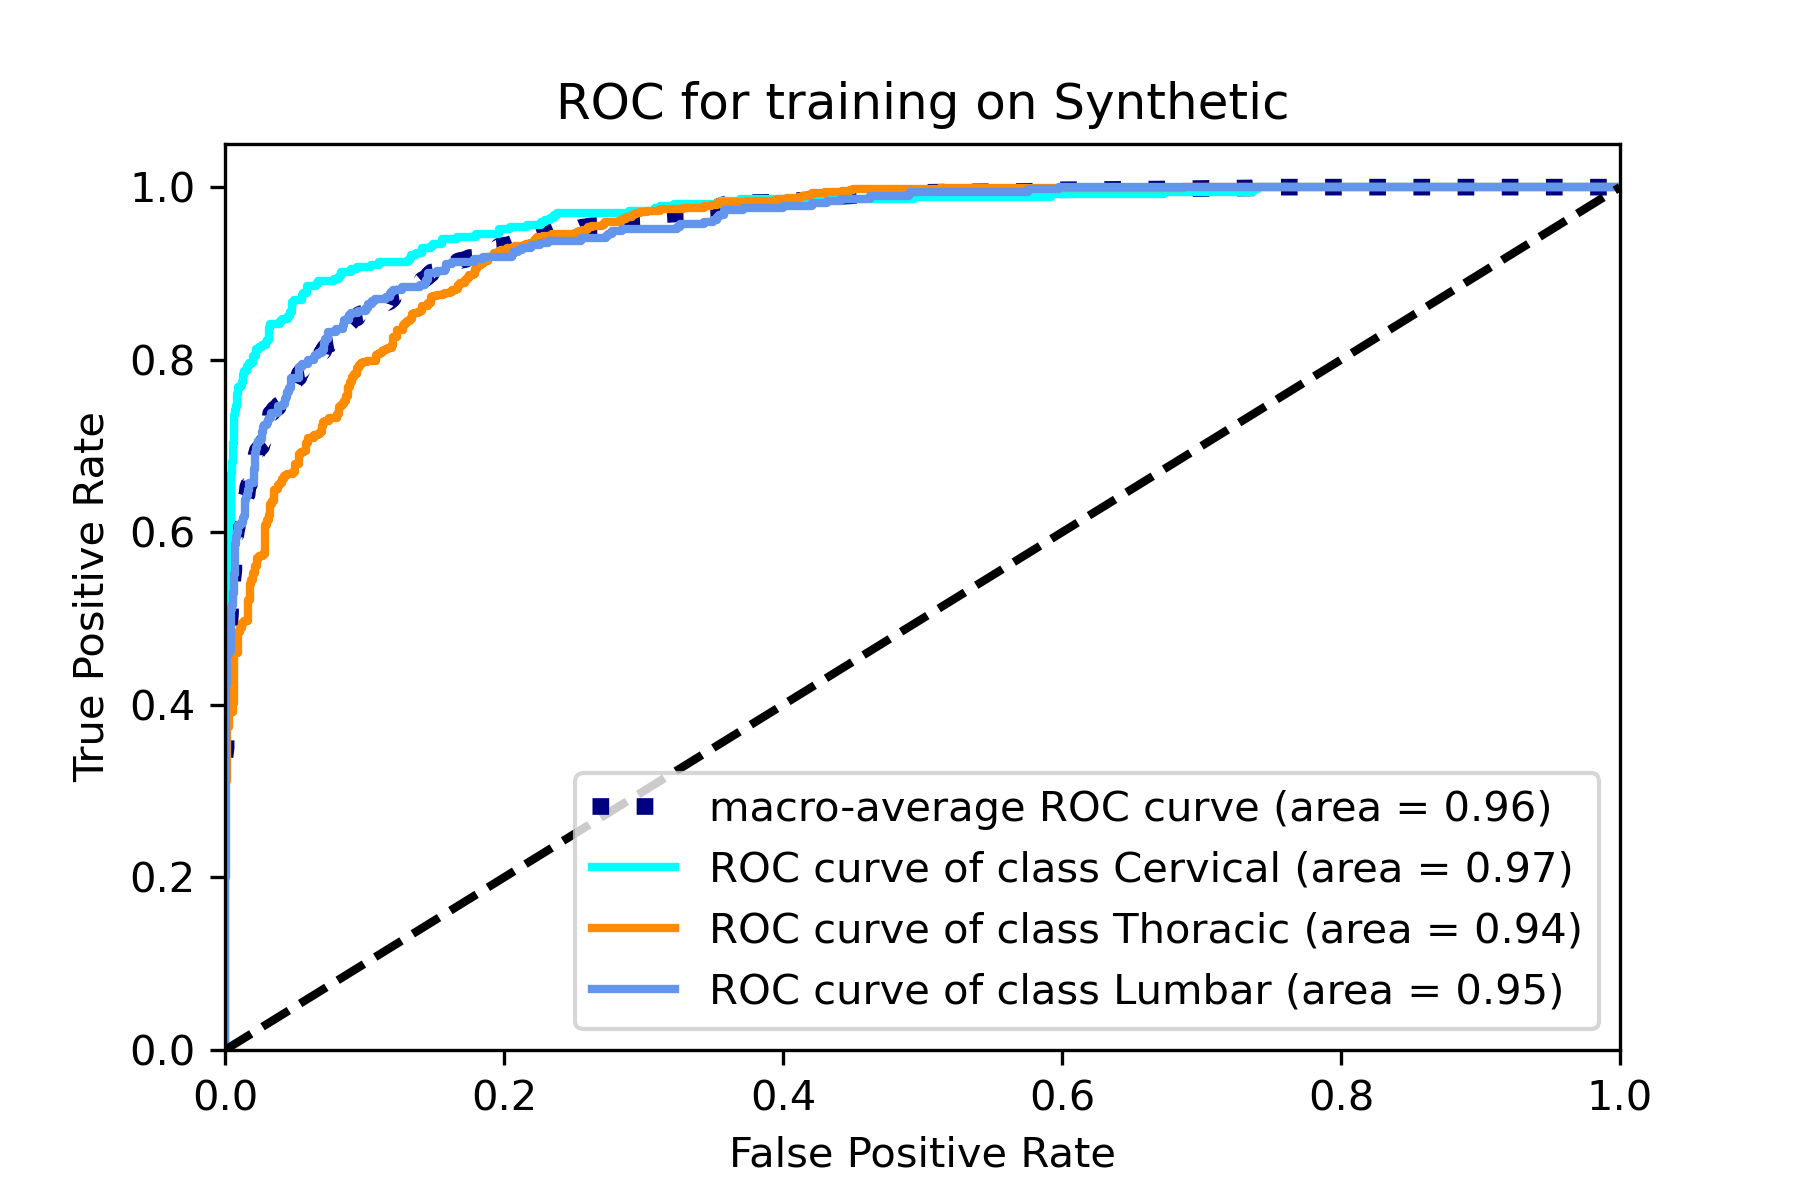 ROC for training on Synthetic
True Positive Rate
1.0
0.8
0.6
0.4
0.2
0.0
macro-average ROC curve (area = 0.96)
ROC curve of class Cervical (area = 0.97)
ROC curve of class Thoracic (area = 0.94)
ROC curve of class Lumbar (area = 0.95)
0.0 0.2 0.4 0.6 0.8 1.0
False Positive Rate